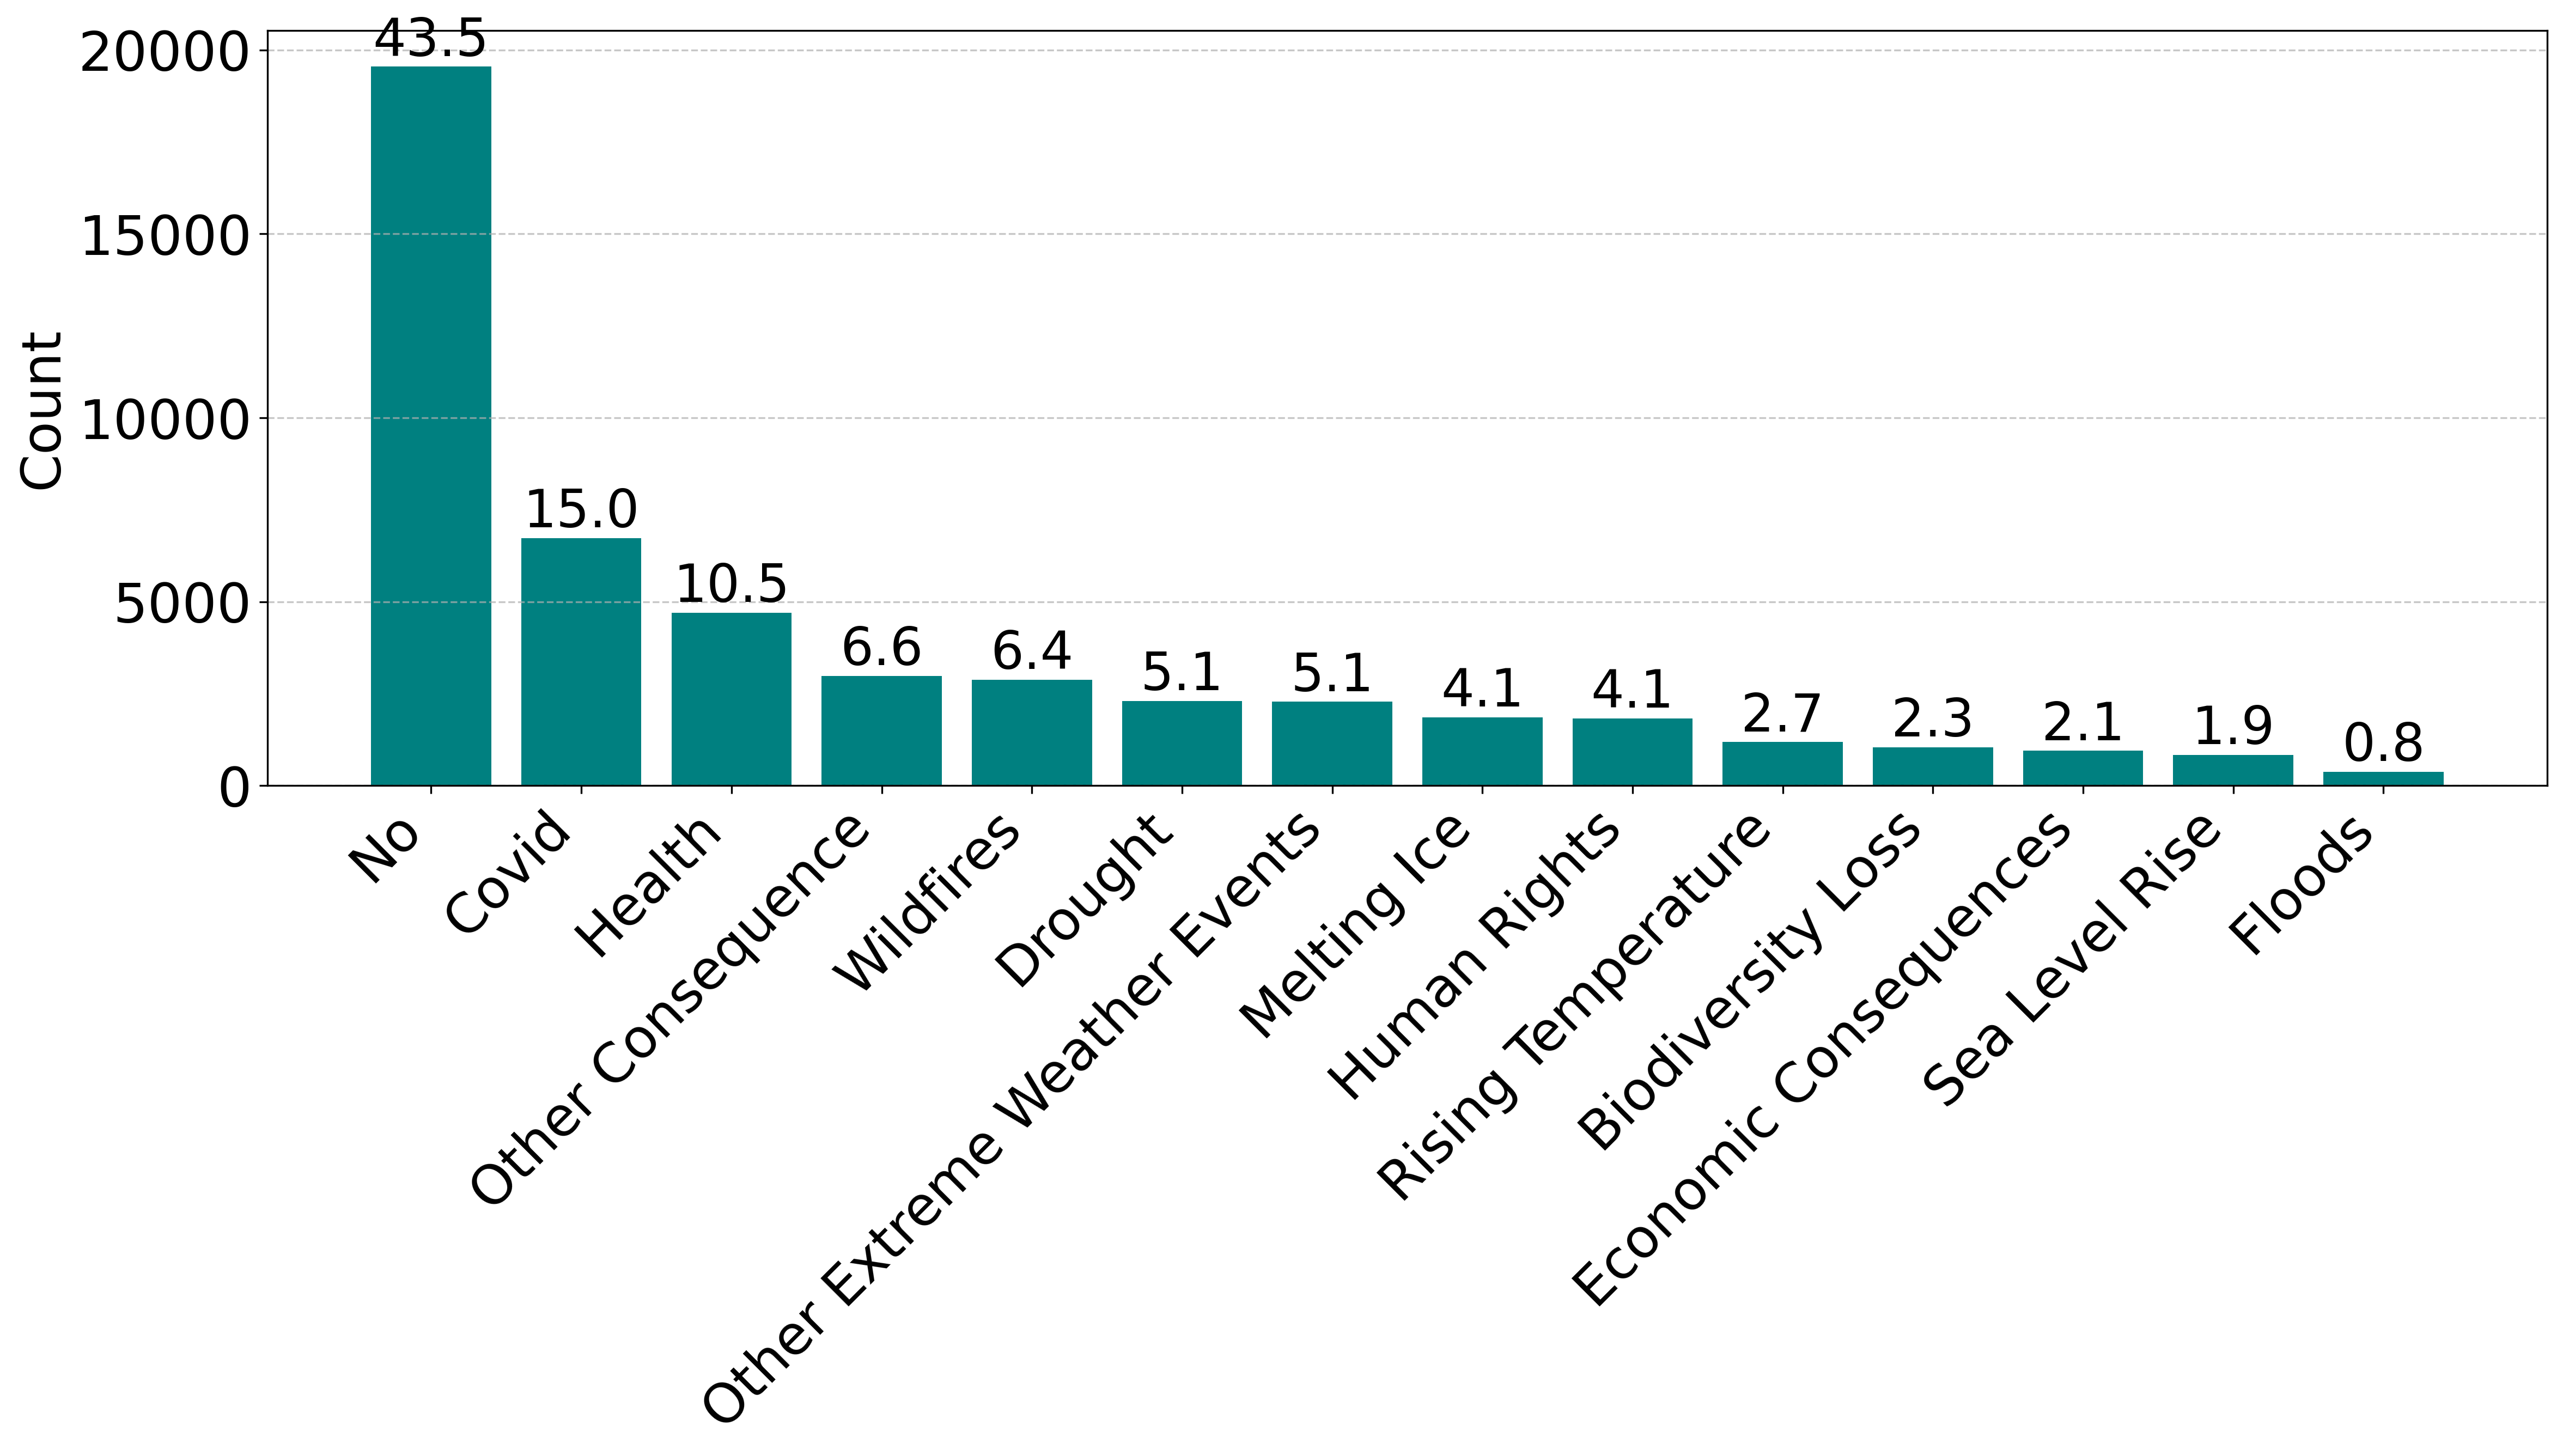 Count
20000
15000
10000
5000
0
43.5
15.0
10.5
6.6
6.4
5.1
5.1
4.1
4.1
2.7
2.3
2.1
1.9
0.8
No
Covid
Health
Other Consequence
Wildfires
Drought
Other Extreme Weather Events
Melting Ice
Human Rights
Rising Temperature
Biodiversity Loss
Economic Consequences
Sea Level Rise
Floods